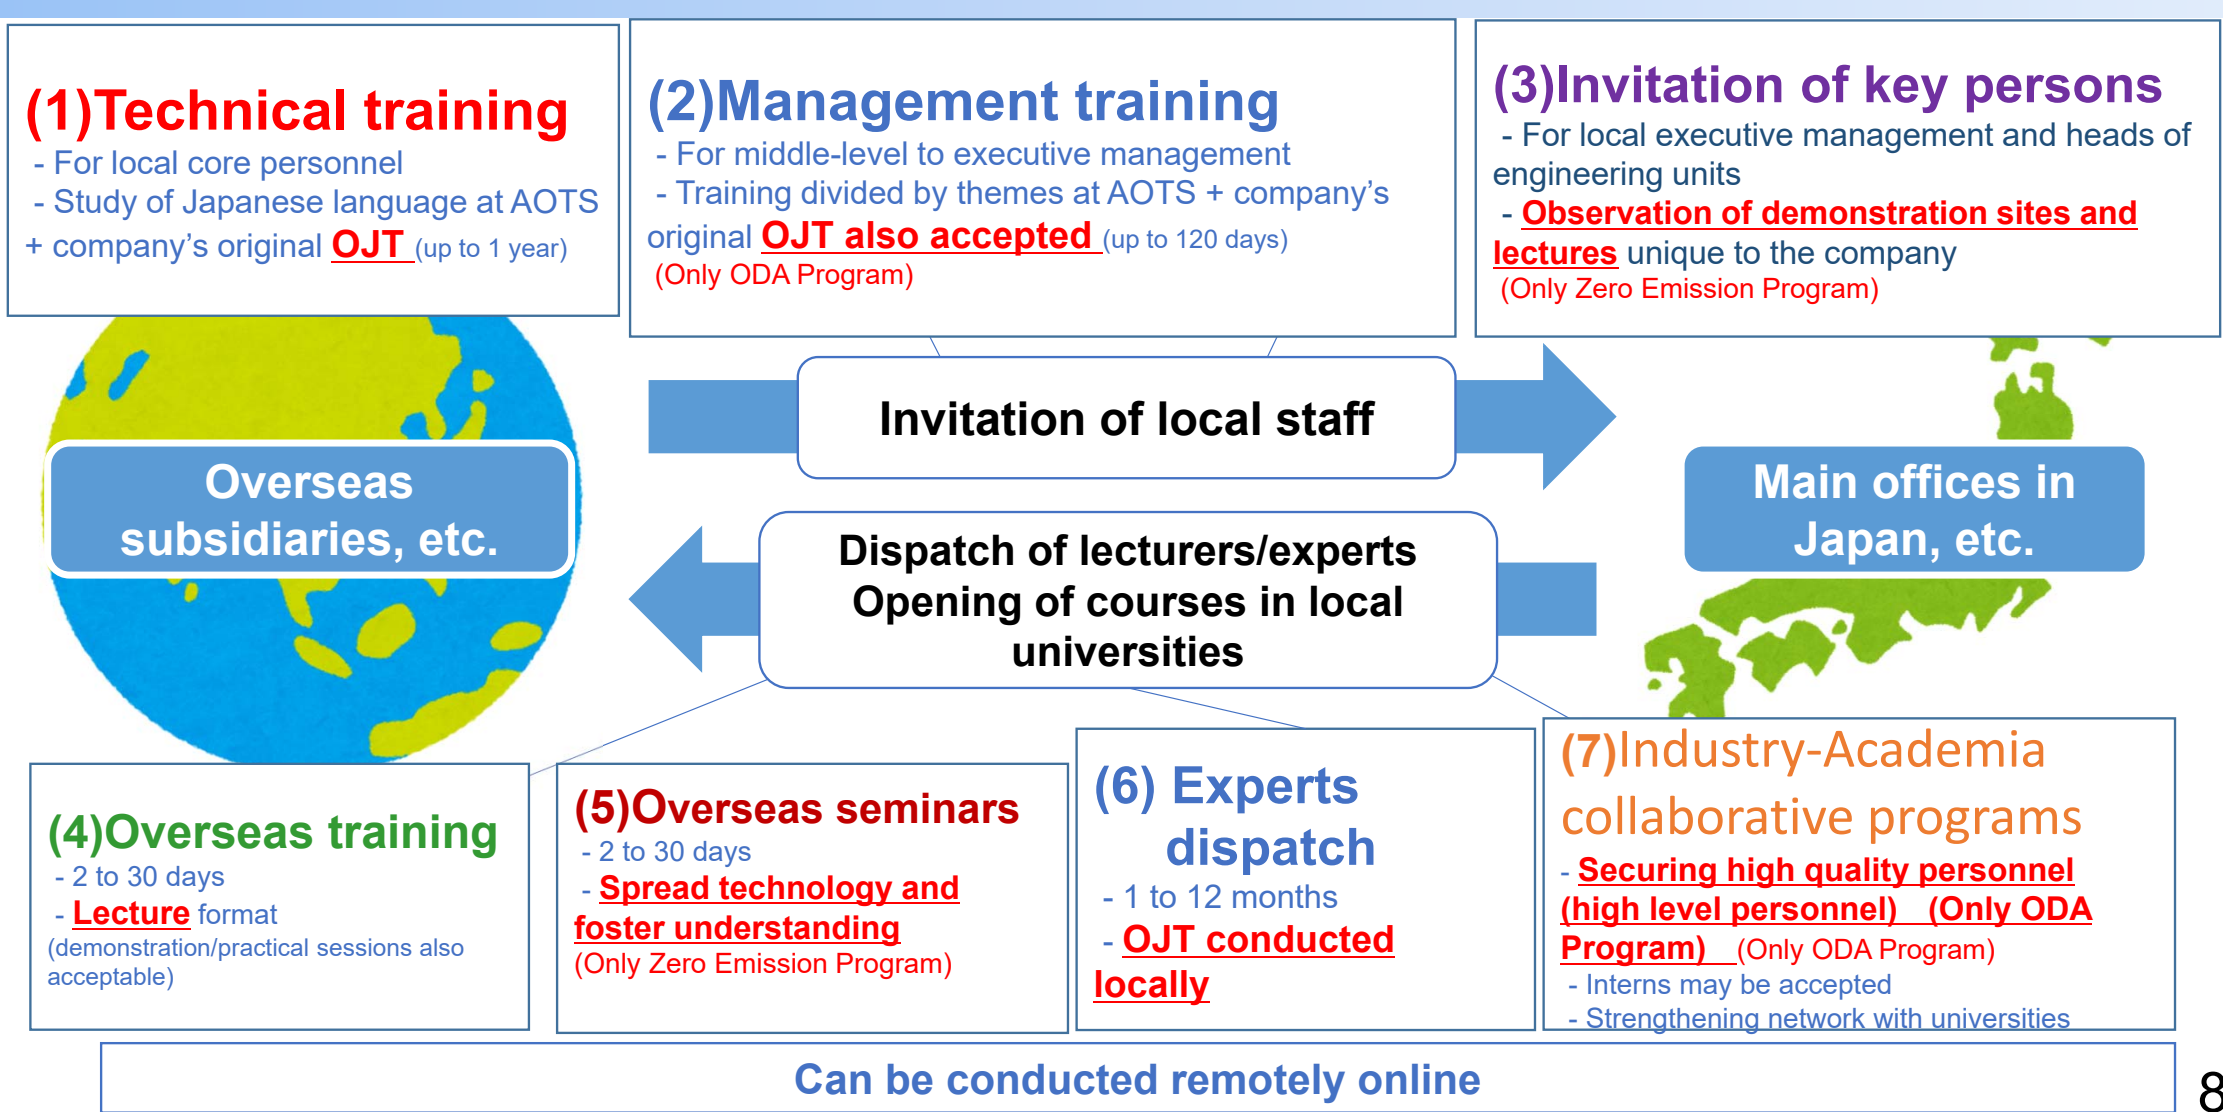 (1)Technical training
- For local core personnel
- Study of Japanese language at AOTS
+ company's original OJT (up to 1 year)
(2)Management training
- For middle-level to executive management
- Training divided by themes at AOTS + company's
original OJT also accepted (up to 120 days)
(Only ODA Program)
(3)Invitation of key persons
- For local executive management and heads of
engineering units
- Observation of demonstration sites and
lectures unique to the company
(Only Zero Emission Program)
Invitation of local staff
Overseas
subsidiaries, etc.
Main offices in
Japan, etc.
Dispatch of lecturers/experts
Opening of courses in local
universities
(4)Overseas training
- 2 to 30 days
- Lecture format
(demonstration/practical sessions also
acceptable)
(5)Overseas seminars
- 2 to 30 days
- Spread technology and
foster understanding
(Only Zero Emission Program)
(6) Experts
dispatch
- 1 to 12 months
- OJT conducted
locally
(7)Industry-Academia
collaborative programs
- Securing high quality personnel
(high level personnel) (Only ODA
Program) (Only ODA Program)
- Interns may be accepted
- Strengthening network with universities
Can be conducted remotely online
8